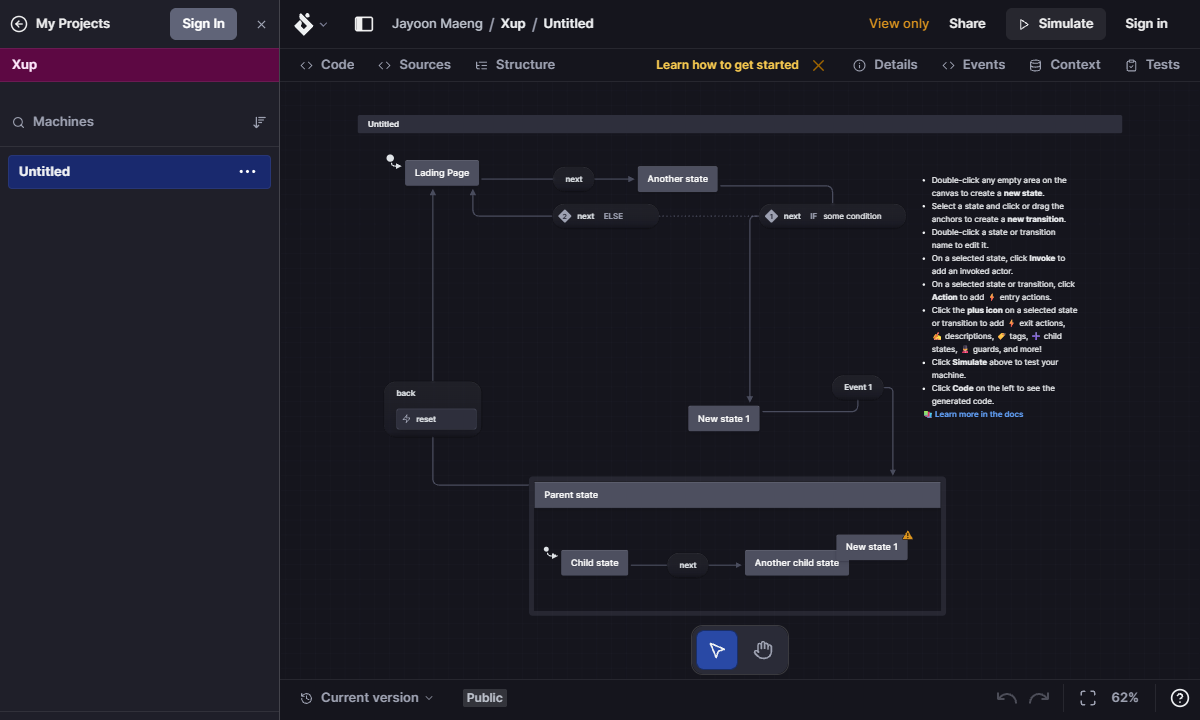 My Projects
Sign In
Jayoon Maeng / Xup / Untitled
View only
Share
Simulate
Sign in
Xup
Code
Sources
Structure
Learn how to get started
Details
Events
Context
Tests
Machines
Untitled
Untitled
Lading Page
next
Another state
2 next ELSE
1 next IF some condition
• Double-click any empty area on the
canvas to create a new state.
• Select a state and click or drag the
anchors to create a new transition.
• Double-click a state or transition
name to edit it.
• On a selected state, click Invoke to
add an invoked actor.
• On a selected state or transition, click
Action to add ⚡ entry actions.
• Click the plus icon on a selected state
or transition to add ⚡ exit actions,
✍️ descriptions, 🏷️ tags, ➕ child
states, 💂 guards, and more!
• Click Simulate above to test your
machine.
• Click Code on the left to see the
generated code.
📚 Learn more in the docs
back
reset
Event 1
New state 1
Parent state
Child state
next
Another child state
New state 1
Current version
Public
62%